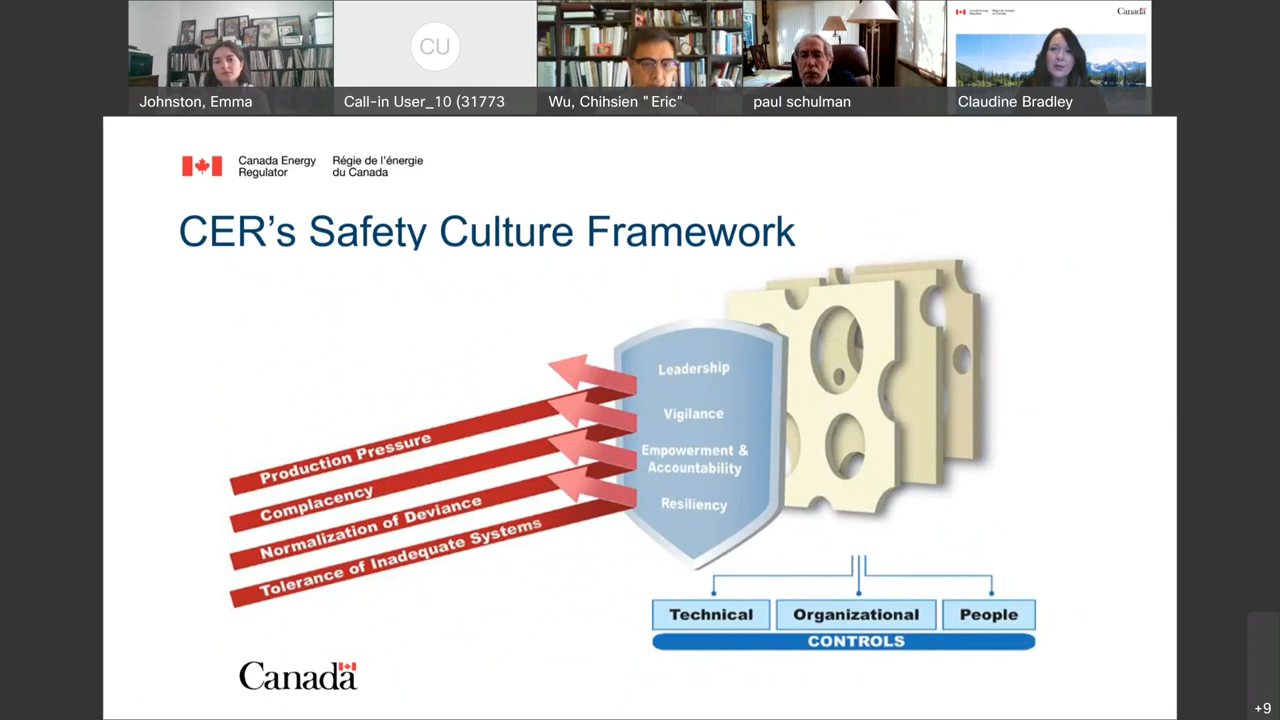 Canada
Johnston, Emma
CU
Call-in User_10 (31773
Wu, Chihsien "Eric"
paul schulman
Claudine Bradley
Canada Energy
Regulator
Régie de l'énergie
du Canada
CER's Safety Culture Framework
Leadership
Vigilance
Empowerment &
Accountability
Resiliency
Production Pressure
Complacency
Normalization of Deviance
Tolerance of Inadequate Systems
Technical
Organizational
People
CONTROLS
Canada
+9